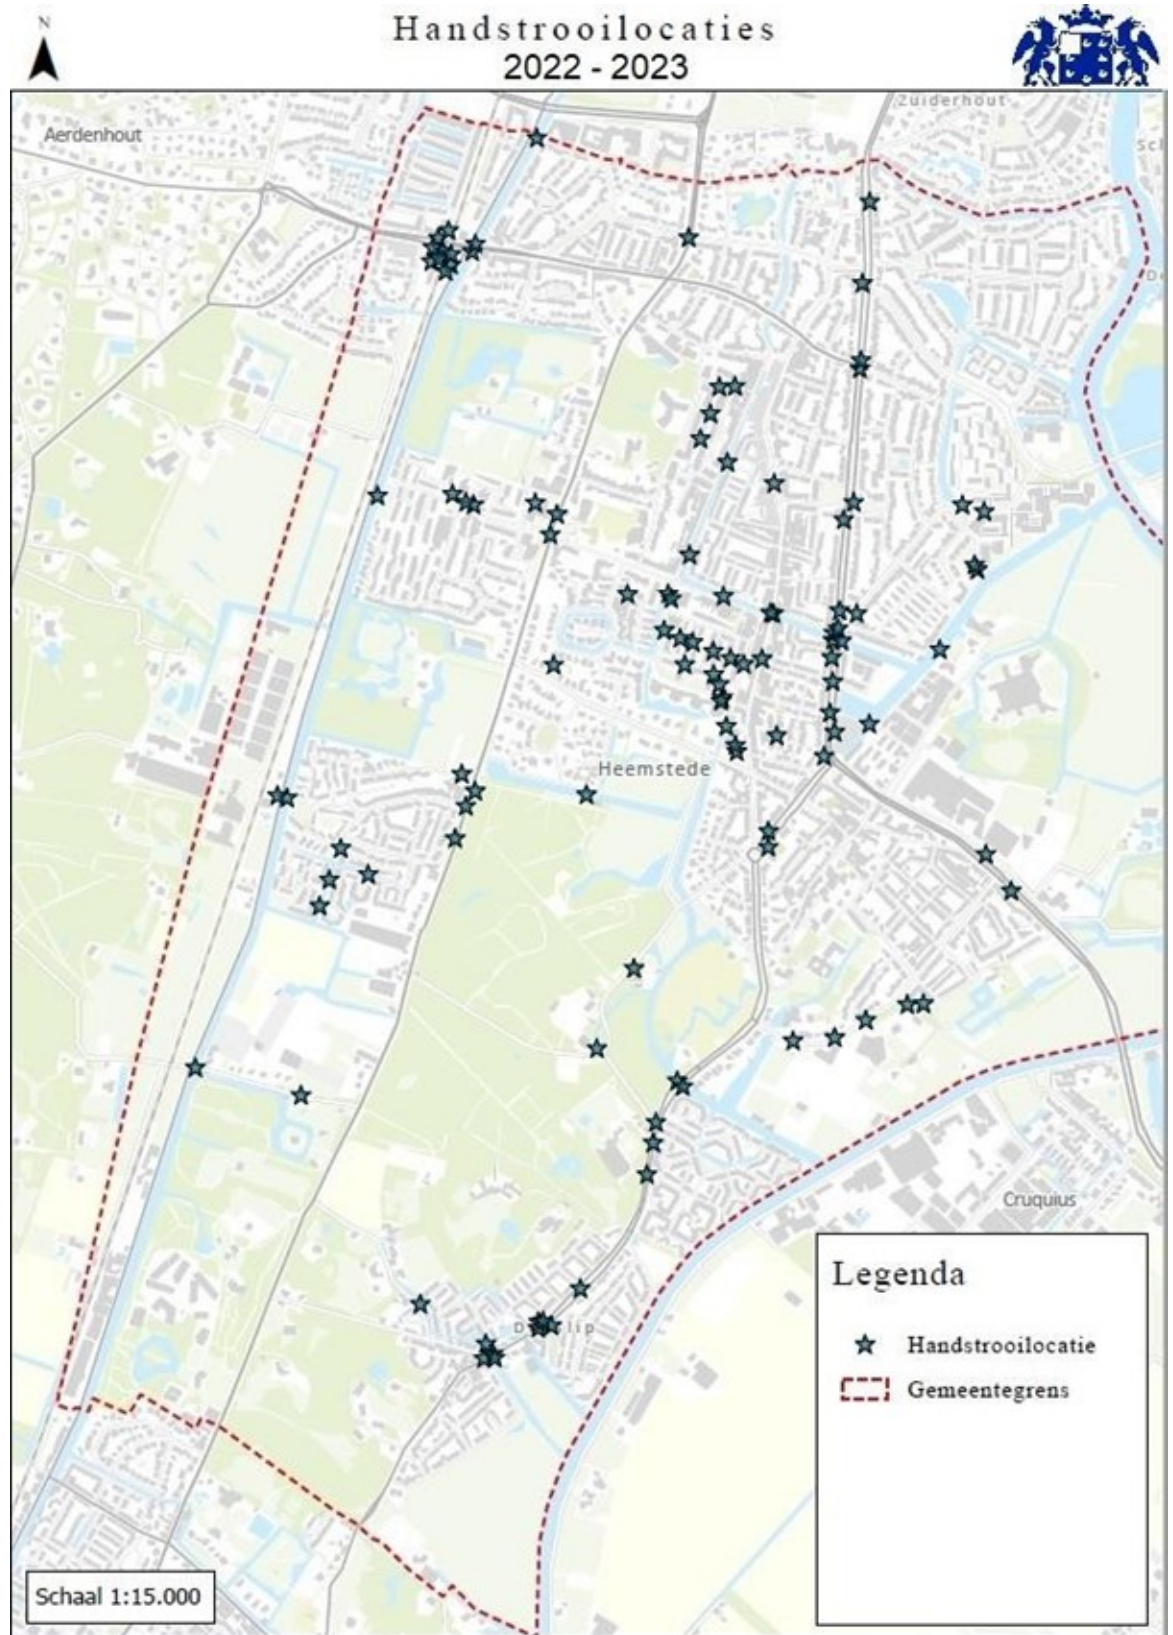 N
Handstrooilocaties
2022 - 2023
Zuiderhout
Aerdenhout
Heemstede
Cruquius
Legenda
Handstrooilocatie
Gemeentegrens
Schaal 1:15.000